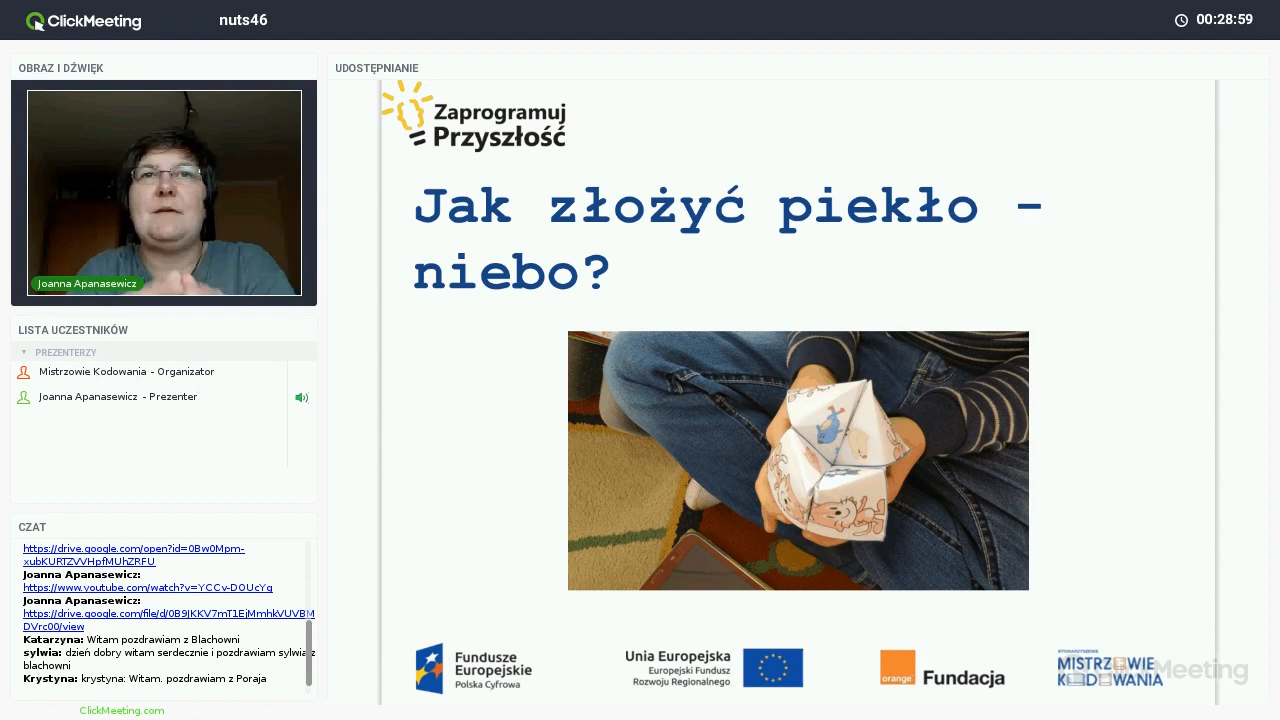 ClickMeeting
nuts46
00:28:59
OBRAZ I DŹWIĘK
Joanna Apanasewicz
LISTA UCZESTNIKÓW
PREZENTERZY
Mistrzowie Kodowania - Organizator
Joanna Apanasewicz - Prezenter
CZAT
https://drive.google.com/open?id=0Bw0Mpm-
xubKURTZVVHpfMUhZRFU
Joanna Apanasewicz:
https://www.youtube.com/watch?v=YCCv-DOUcYg
Joanna Apanasewicz:
https://drive.google.com/file/d/0B9JKKV7mT1EjMmhkVUVBM
DVrc00/view
Katarzyna: Witam pozdrawiam z Blachowni
sylwia: dzień dobry witam serdecznie i pozdrawiam sylwia z
blachowni
Krystyna: krystyna: Witam. pozdrawiam z Poraja
ClickMeeting.com
UDOSTĘPNIANIE
Zaprogramuj
Przyszłość
Jak złożyć piekło -
niebo?
Fundusze
Europejskie
Polska Cyfrowa
Unia Europejska
Europejski Fundusz
Rozwoju Regionalnego
orange
Fundacja
STOWARZYSZENIE
MISTRZOWIE
KODOWANIA
ClickMeeting